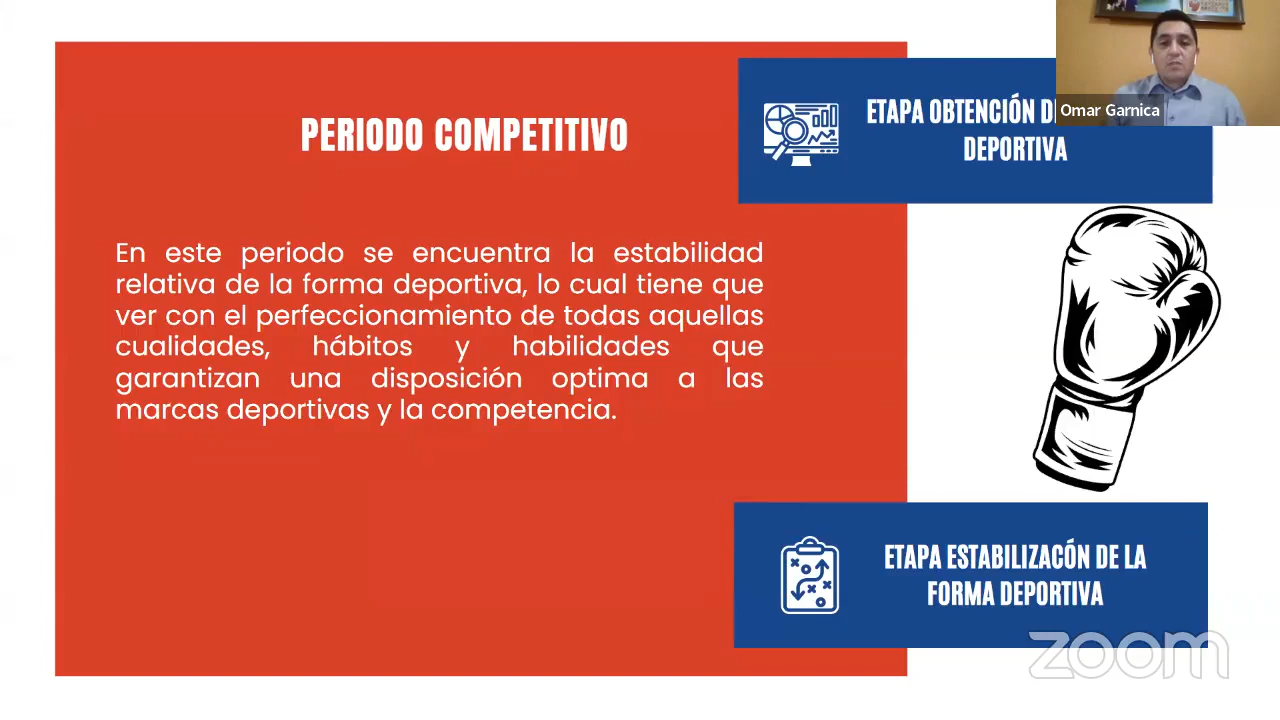 PERIODO COMPETITIVO
En este periodo se encuentra la estabilidad
relativa de la forma deportiva, lo cual tiene que
ver con el perfeccionamiento de todas aquellas
cualidades, hábitos y habilidades que
garantizan una disposición optima a las
marcas deportivas y la competencia.
ETAPA OBTENCIÓN
DEPORTIVA
Omar Garnica
ETAPA ESTABILIZACÓN DE LA
FORMA DEPORTIVA
zoom